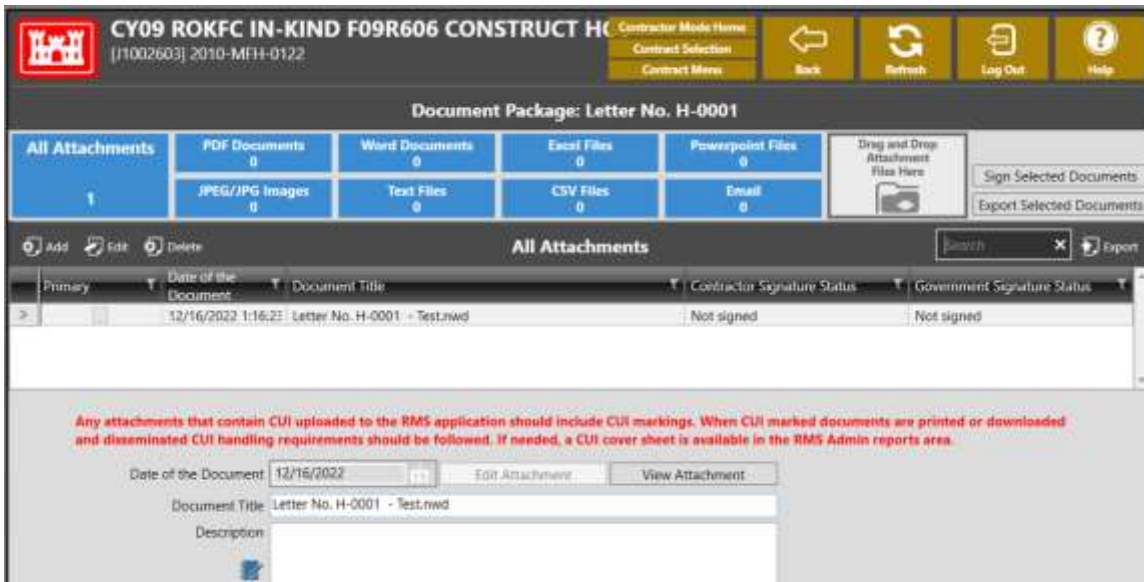 CY09 ROKFC IN-KIND F09R606 CONSTRUCT HO
[J1002603] 2010-MFH-0122
Contractor Mode Home
Contract Selection
Contract Menu
Back
Refresh
Log Out
Help
Document Package: Letter No. H-0001
All Attachments
1
PDF Documents
0
Word Documents
0
Excel Files
0
Powerpoint Files
0
JPEG/JPG Images
0
Text Files
0
CSV Files
0
Email
0
Drag and Drop
Attachment
Files Here
Sign Selected Documents
Export Selected Documents
Add Edit Delete
All Attachments
Search
Export
Primary Date of the Document Document Title Contractor Signature Status Government Signature Status
12/16/2022 1:16:23 Letter No. H-0001 - Test.nwd Not signed Not signed
Any attachments that contain CUI uploaded to the RMS application should include CUI markings. When CUI marked documents are printed or downloaded
and disseminated CUI handling requirements should be followed. If needed, a CUI cover sheet is available in the RMS Admin reports area.
Date of the Document 12/16/2022 Edit Attachment View Attachment
Document Title Letter No. H-0001 - Test.nwd
Description